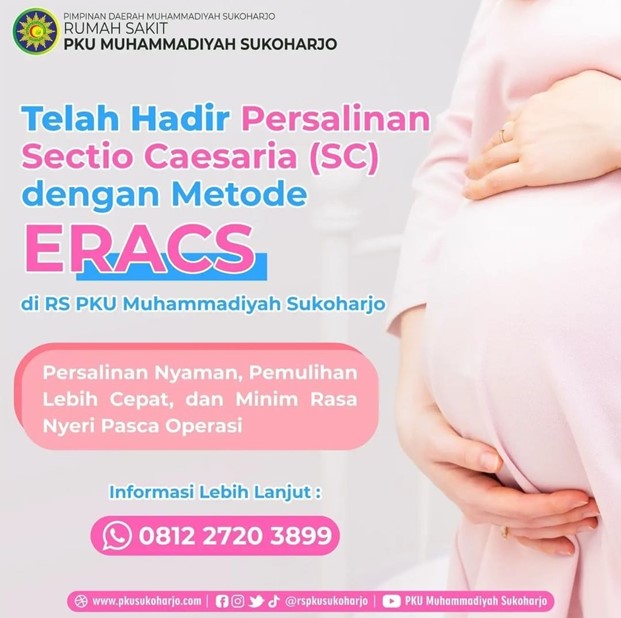 PIMPINAN DAERAH MUHAMMADIYAH SUKOHARJO
RUMAH SAKIT
PKU MUHAMMADIYAH SUKOHARJO
Telah Hadir Persalinan
Sectio Caesaria (SC)
dengan Metode
ERACS
di RS PKU Muhammadiyah Sukoharjo
Persalinan Nyaman, Pemulihan
Lebih Cepat, dan Minim Rasa
Nyeri Pasca Operasi
Informasi Lebih Lanjut :
0812 2720 3899
www.pkusukoharjo.com | @rspkusukoharjo | PKU Muhammadiyah Sukoharjo